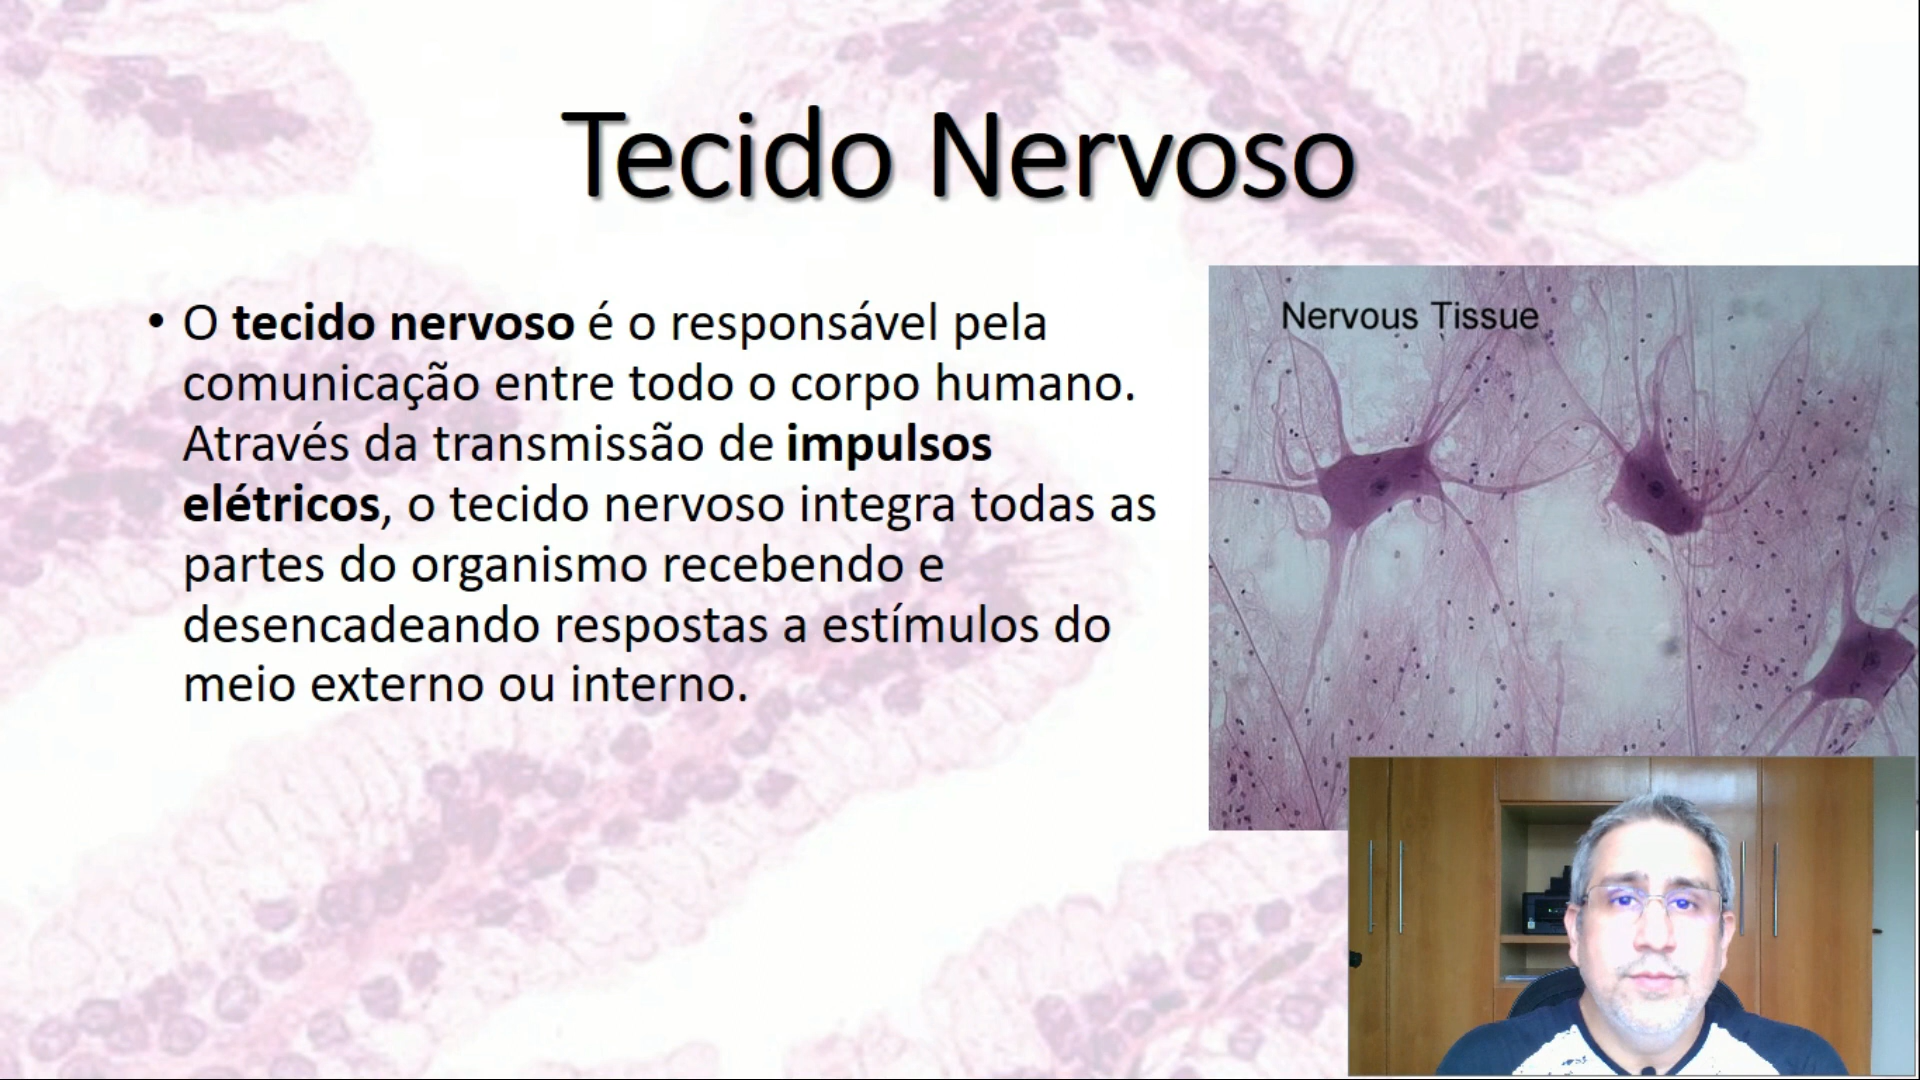 Tecido Nervoso
• O tecido nervoso é o responsável pela
comunicação entre todo o corpo humano.
Através da transmissão de impulsos
elétricos, o tecido nervoso integra todas as
partes do organismo recebendo e
desencadeando respostas a estímulos do
meio externo ou interno.
Nervous Tissue